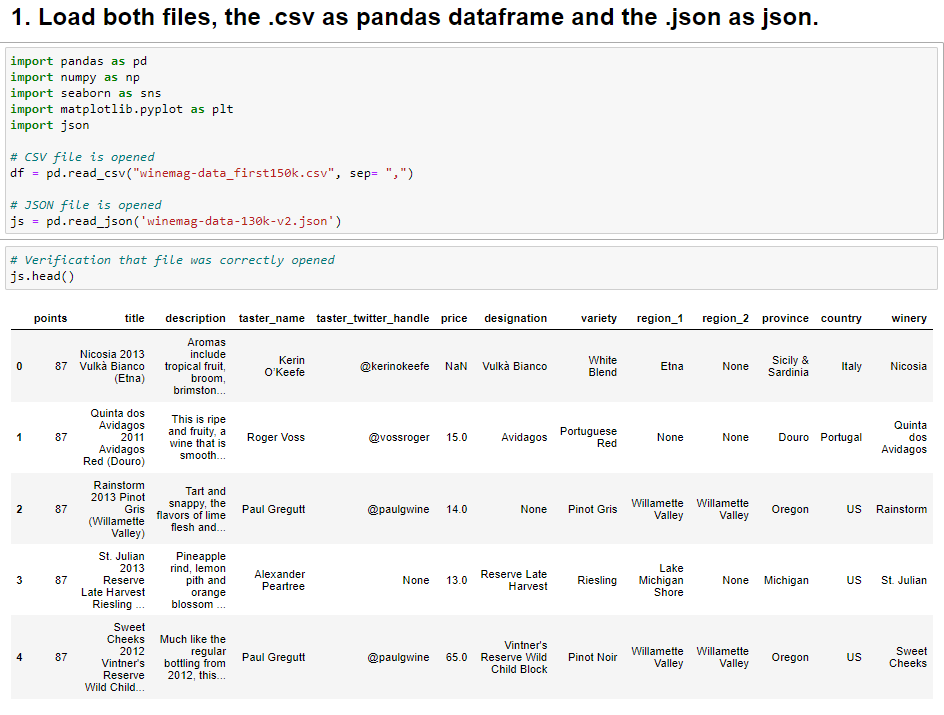 1. Load both files, the .csv as pandas dataframe and the .json as json.
import pandas as pd
import numpy as np
import seaborn as sns
import matplotlib.pyplot as plt
import json
# CSV file is opened
df = pd.read_csv("winemag-data_first150k.csv", sep= ",")
# JSON file is opened
js = pd.read_json('winemag-data-130k-v2.json')
# Verification that file was correctly opened
js.head()
points title description taster_name taster_twitter_handle price designation variety region_1 region_2 province country winery
0 87 Nicosia 2013 Vulkà Bianco (Etna) Aromas include tropical fruit, broom, brimston... Kerin O'Keefe @kerinokeefe NaN Vulkà Bianco White Blend Etna None Sicily & Sardinia Italy Nicosia
1 87 Quinta dos Avidagos 2011 Avidagos Red (Douro) This is ripe and fruity, a wine that is smooth... Roger Voss @vossroger 15.0 Avidagos Portuguese Red None None Douro Portugal Quinta dos Avidagos
2 87 Rainstorm 2013 Pinot Gris (Willamette Valley) Tart and snappy, the flavors of lime flesh and... Paul Gregutt @paulgwine 14.0 None Pinot Gris Willamette Valley Willamette Valley Oregon US Rainstorm
3 87 St. Julian 2013 Reserve Late Harvest Riesling ... Pineapple rind, lemon pith and orange blossom ... Alexander Peartree None 13.0 Reserve Late Harvest Riesling Lake Michigan Shore None Michigan US St. Julian
4 87 Sweet Cheeks 2012 Vintner's Reserve Wild Child... Much like the regular bottling from 2012, this... Paul Gregutt @paulgwine 65.0 Vintner's Reserve Wild Child Block Pinot Noir Willamette Valley Willamette Valley Oregon US Sweet Cheeks